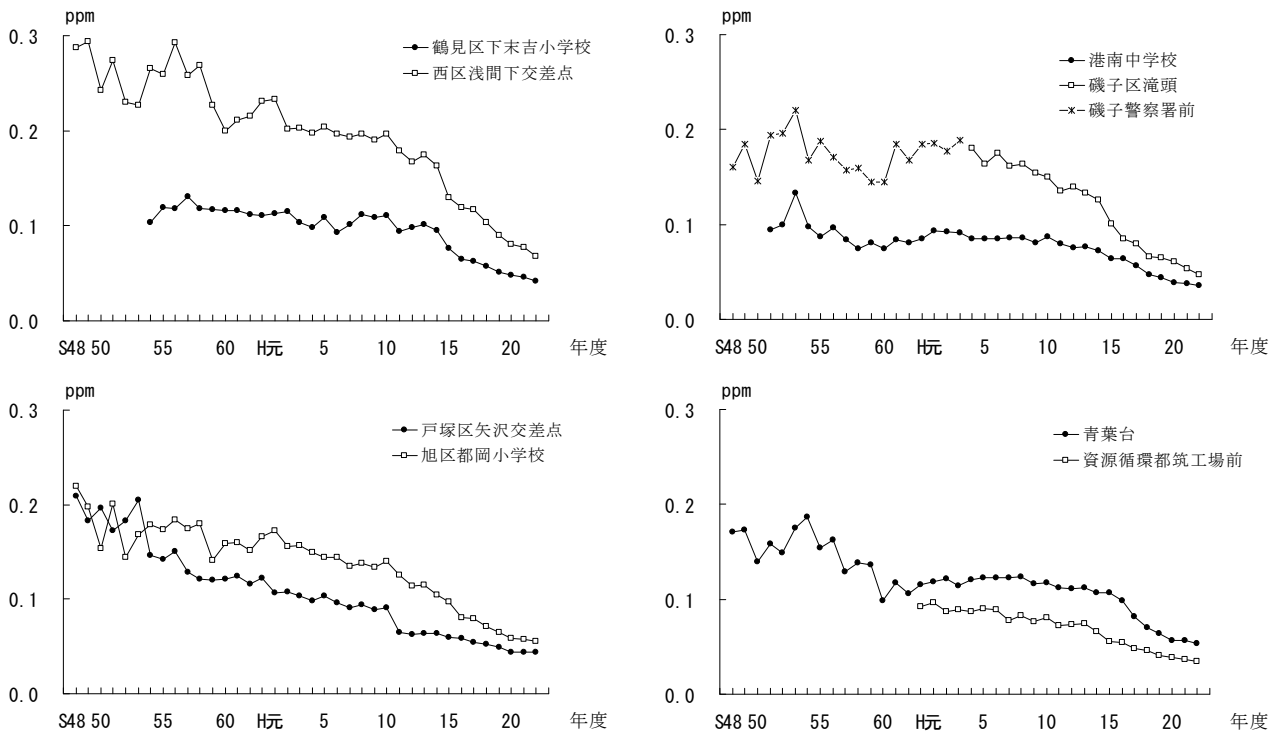 ppm
0.3
鶴見区下末吉小学校
西区浅間下交差点
0.2
0.1
0.0
S48 50 55 60 H元 5 10 15 20 年度
ppm
0.3
港南中学校
磯子区滝頭
磯子警察署前
0.2
0.1
0.0
S48 50 55 60 H元 5 10 15 20 年度
ppm
0.3
戸塚区矢沢交差点
旭区都岡小学校
0.2
0.1
0.0
S48 50 55 60 H元 5 10 15 20 年度
ppm
0.3
青葉台
資源循環都筑工場前
0.2
0.1
0.0
S48 50 55 60 H元 5 10 15 20 年度